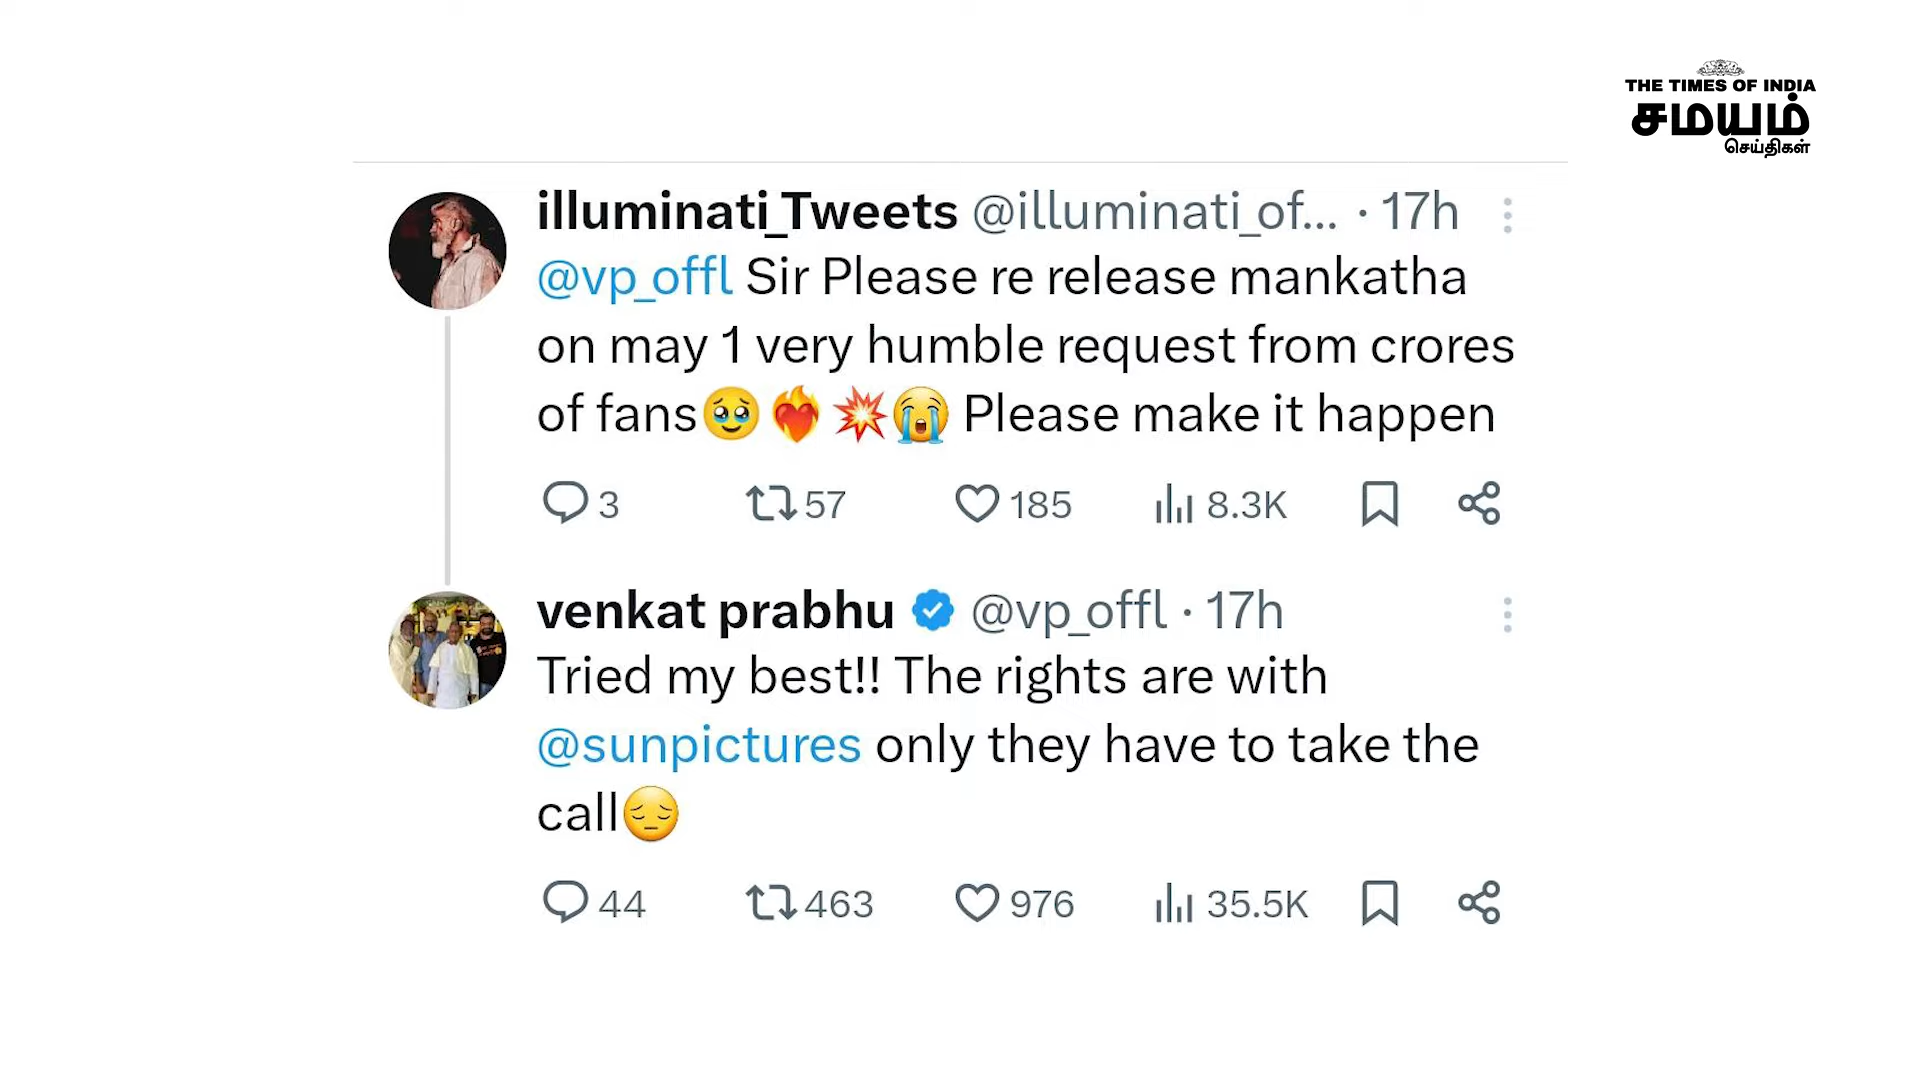 THE TIMES OF INDIA
சமயம்
செய்திகள்
illuminati_Tweets @illuminati_of... · 17h
@vp_offl Sir Please re release mankatha
on may 1 very humble request from crores
of fans🥹❤️‍🔥💥😭 Please make it happen
3 57 185 8.3K
venkat prabhu @vp_offl · 17h
Tried my best!! The rights are with
@sunpictures only they have to take the
call😔
44 463 976 35.5K